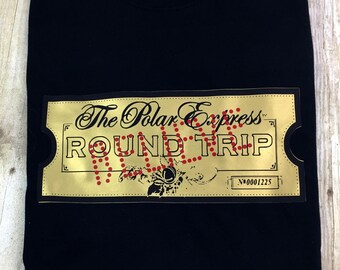 The Polar Express
ROUND TRIP
BELIEVE
Nº0001225